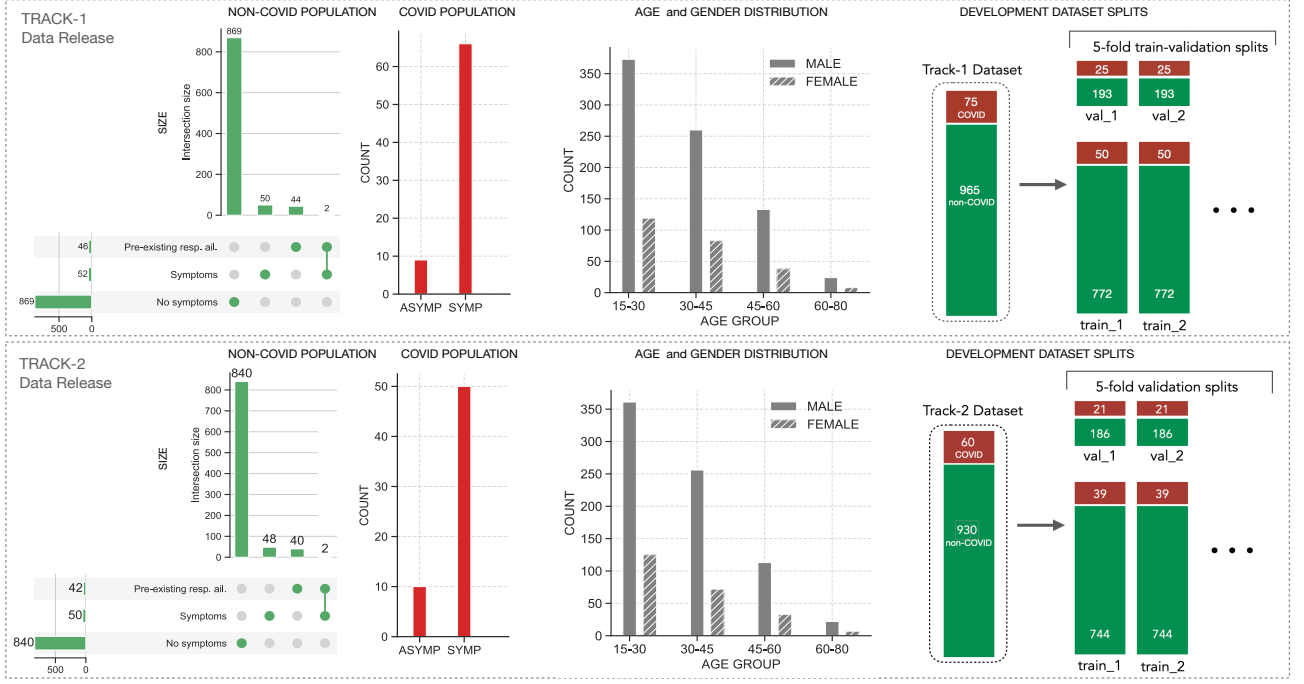 TRACK-1
Data Release
NON-COVID POPULATION
COVID POPULATION
AGE and GENDER DISTRIBUTION
DEVELOPMENT DATASET SPLITS
SIZE
Intersection size
800
600
400
200
0
869
50
44
2
46
52
869
500
0
Pre-existing resp. ail.
Symptoms
No symptoms
COUNT
60
50
40
30
20
10
0
ASYMP
SYMP
COUNT
350
300
250
200
150
100
50
0
MALE
FEMALE
15-30
30-45
45-60
60-80
AGE GROUP
Track-1 Dataset
75
COVID
965
non-COVID
5-fold train-validation splits
25
25
193
193
val_1
val_2
50
50
772
772
train_1
train_2
TRACK-2
Data Release
NON-COVID POPULATION
COVID POPULATION
AGE and GENDER DISTRIBUTION
DEVELOPMENT DATASET SPLITS
SIZE
Intersection size
800
700
600
500
400
300
200
100
0
840
48
40
2
42
50
840
500
0
Pre-existing resp. ail.
Symptoms
No symptoms
COUNT
50
40
30
20
10
0
ASYMP
SYMP
COUNT
350
300
250
200
150
100
50
0
MALE
FEMALE
15-30
30-45
45-60
60-80
AGE GROUP
Track-2 Dataset
60
COVID
930
non-COVID
5-fold validation splits
21
21
186
186
val_1
val_2
39
39
744
744
train_1
train_2